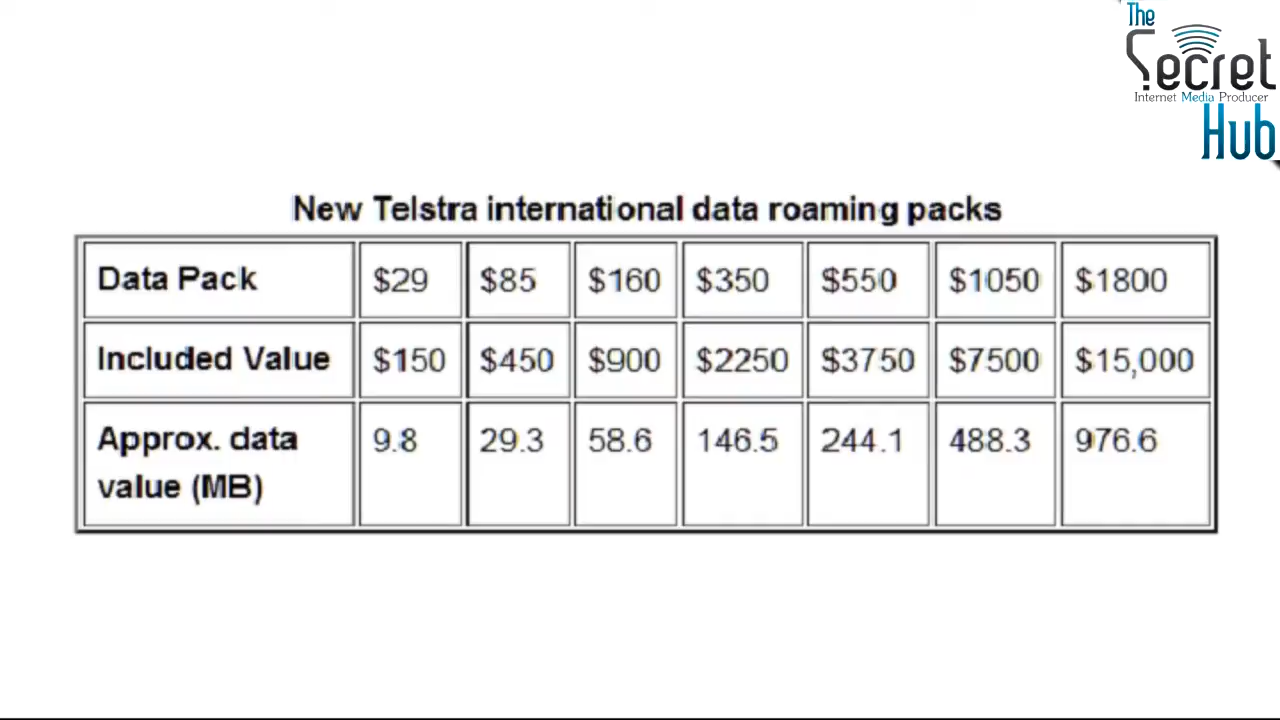 The
Secret
Internet Media Producer
Hub
New Telstra international data roaming packs
Data Pack $29 $85 $160 $350 $550 $1050 $1800
Included Value $150 $450 $900 $2250 $3750 $7500 $15,000
Approx. data 9.8 29.3 58.6 146.5 244.1 488.3 976.6
value (MB)